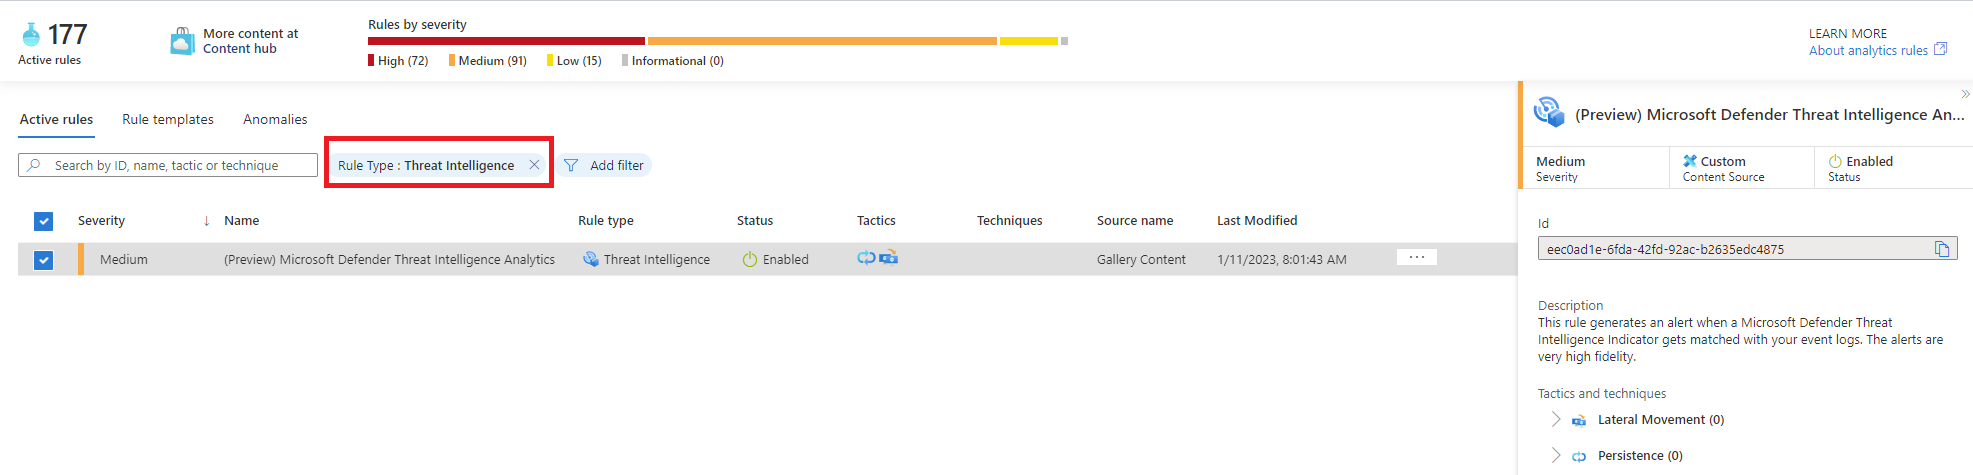 177
Active rules
More content at
Content hub
Rules by severity
High (72) Medium (91) Low (15) Informational (0)
LEARN MORE
About analytics rules
Active rules Rule templates Anomalies
Search by ID, name, tactic or technique
Rule Type : Threat Intelligence
Add filter
Severity ↓ Name Rule type Status Tactics Techniques Source name Last Modified
Medium (Preview) Microsoft Defender Threat Intelligence Analytics Threat Intelligence Enabled Gallery Content 1/11/2023, 8:01:43 AM ...
(Preview) Microsoft Defender Threat Intelligence An...
Medium
Severity
Custom
Content Source
Enabled
Status
Id
eec0ad1e-6fda-42fd-92ac-b2635edc4875
Description
This rule generates an alert when a Microsoft Defender Threat
Intelligence Indicator gets matched with your event logs. The alerts are
very high fidelity.
Tactics and techniques
Lateral Movement (0)
Persistence (0)